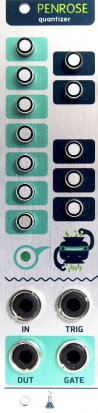 PENROSE
quantizer
IN TRIG
OUT GATE